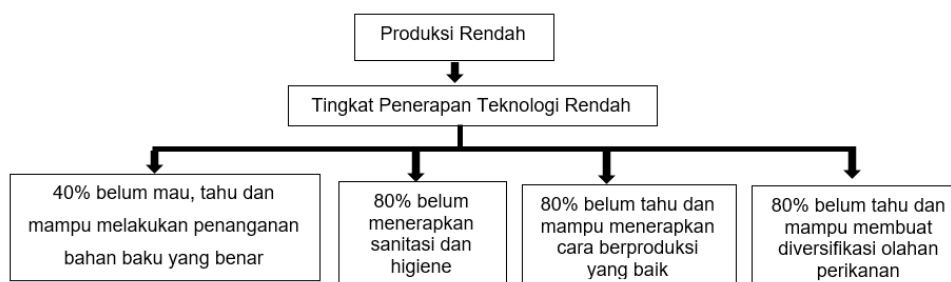 Produksi Rendah
Tingkat Penerapan Teknologi Rendah
40% belum mau, tahu dan
mampu melakukan penanganan
bahan baku yang benar
80% belum
menerapkan
sanitasi dan
higiene
80% belum tahu dan
mampu menerapkan
cara berproduksi
yang baik
80% belum tahu dan
mampu membuat
diversifikasi olahan
perikanan